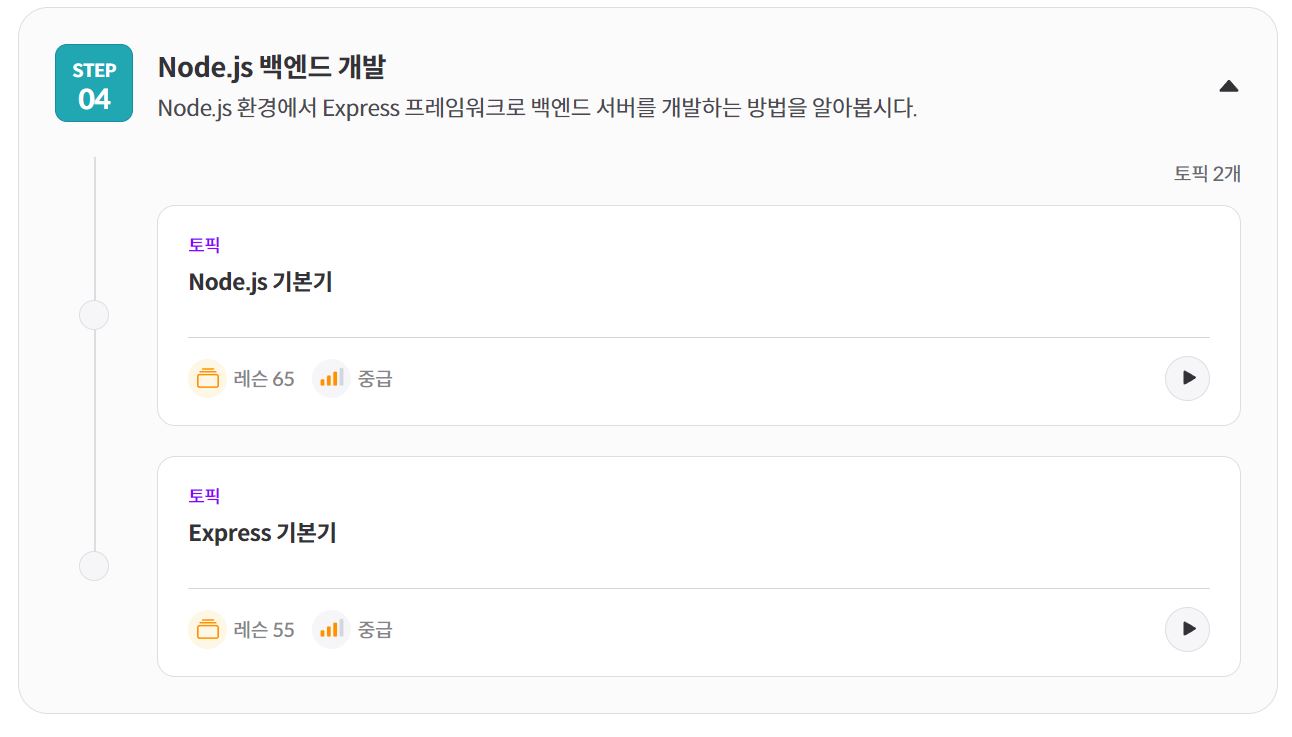 STEP
04
Node.js 백엔드 개발
Node.js 환경에서 Express 프레임워크로 백엔드 서버를 개발하는 방법을 알아봅시다.
토픽 2개
토픽
Node.js 기본기
레슨 65 중급
토픽
Express 기본기
레슨 55 중급